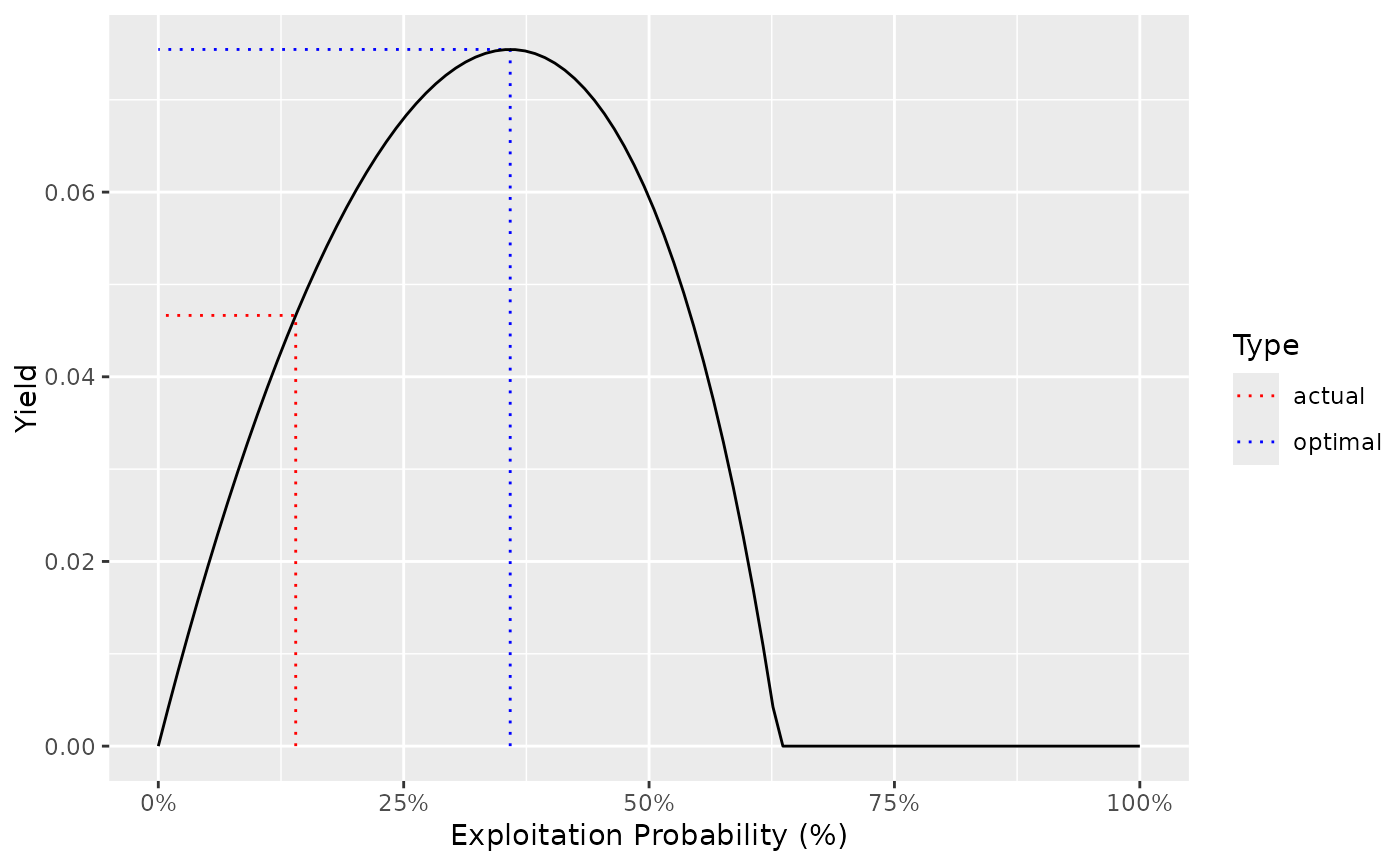 Yield
0.06
0.04
0.02
0.00
0%
25%
50%
75%
100%
Exploitation Probability (%)
Type
actual
optimal